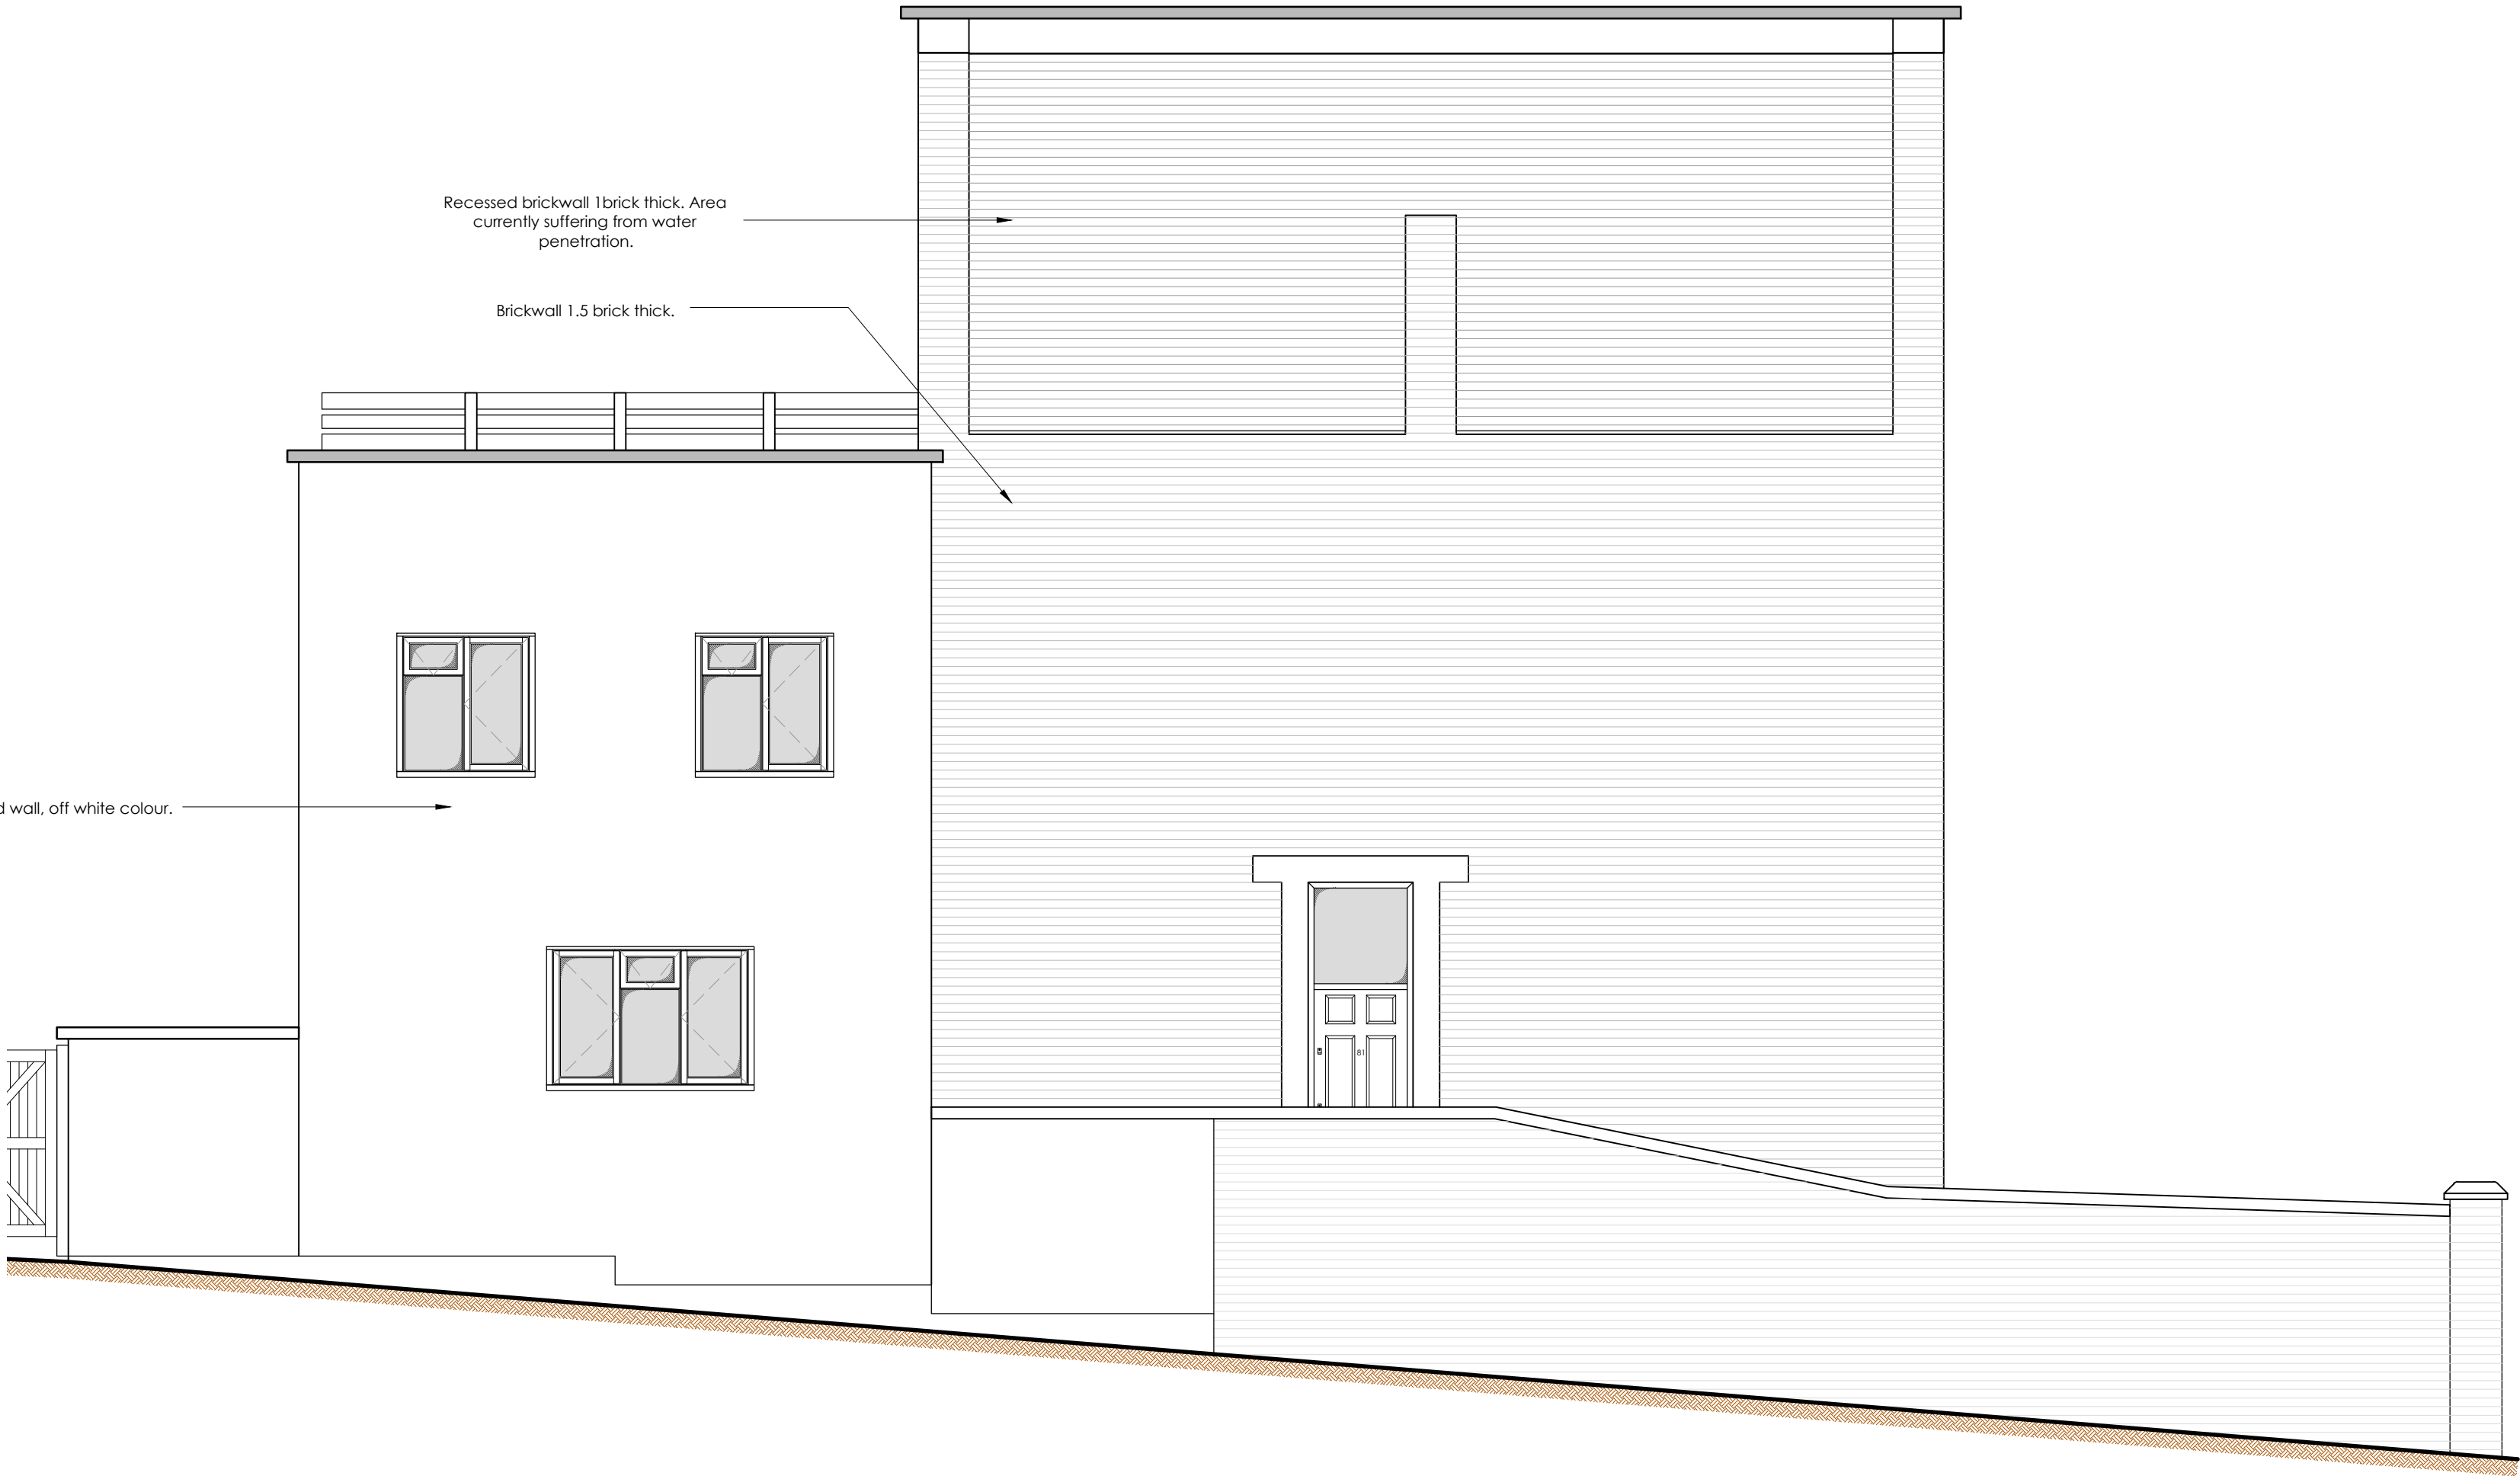 Recessed brickwall 1brick thick. Area
currently suffering from water
penetration.
Brickwall 1.5 brick thick.
wall, off white colour.
81